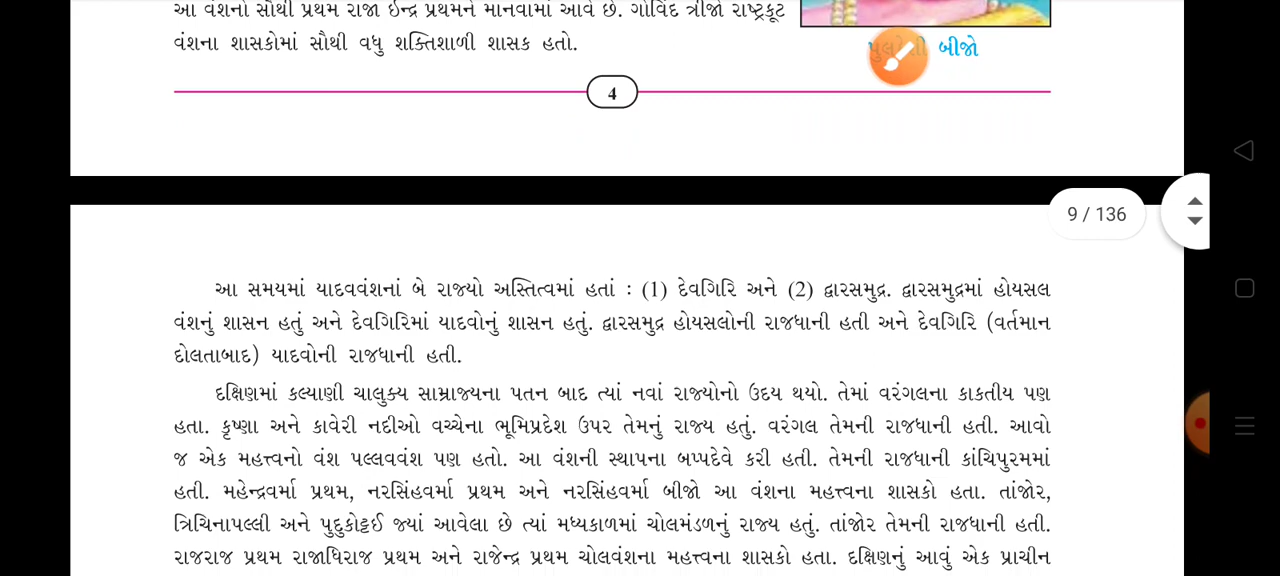 આ વંશનો સૌથી પ્રથમ રાજા ઇન્દ્ર પ્રથમને માનવામાં આવે છે. ગોવિંદ ત્રીજો રાષ્ટ્રકૂટ
વંશના શાસકોમાં સૌથી વધુ શક્તિશાળી શાસક હતો.
બીજો
4
9 / 136
આ સમયમાં યાદવવંશનાં બે રાજ્યો અસ્તિત્વમાં હતાં : (1) દેવગિરિ અને (2) દ્વારસમુદ્ર. દ્વારસમુદ્રમાં હોયસલ
વંશનું શાસન હતું અને દેવગિરિમાં યાદવોનું શાસન હતું. દ્વારસમુદ્ર હોયસલોની રાજધાની હતી અને દેવગિરિ (વર્તમાન
દોલતાબાદ) યાદવોની રાજધાની હતી.
દક્ષિણમાં કલ્યાણી ચાલુક્ય સામ્રાજ્યના પતન બાદ ત્યાં નવાં રાજ્યોનો ઉદય થયો. તેમાં વરંગલના કાકતીય પણ
હતા. કૃષ્ણા અને કાવેરી નદીઓ વચ્ચેના ભૂમિપ્રદેશ ઉપર તેમનું રાજ્ય હતું. વરંગલ તેમની રાજધાની હતી. આવો
જ એક મહત્ત્વનો વંશ પલ્લવવંશ પણ હતો. આ વંશની સ્થાપના બપ્પદેવે કરી હતી. તેમની રાજધાની કાંચિપુરમમાં
હતી. મહેન્દ્રવર્મા પ્રથમ, નરસિંહવર્મા પ્રથમ અને નરસિંહવર્મા બીજો આ વંશના મહત્ત્વના શાસકો હતા. તાંજોર,
ત્રિચિનાપલ્લી અને પુદુકોટ્ટઈ જ્યાં આવેલા છે ત્યાં મધ્યકાળમાં ચોલમંડળનું રાજ્ય હતું. તાંજોર તેમની રાજધાની હતી.
રાજરાજ પ્રથમ રાજાધિરાજ પ્રથમ અને રાજેન્દ્ર પ્રથમ ચોલવંશના મહત્ત્વના શાસકો હતા. દક્ષિણનું આવું એક પ્રાચીન